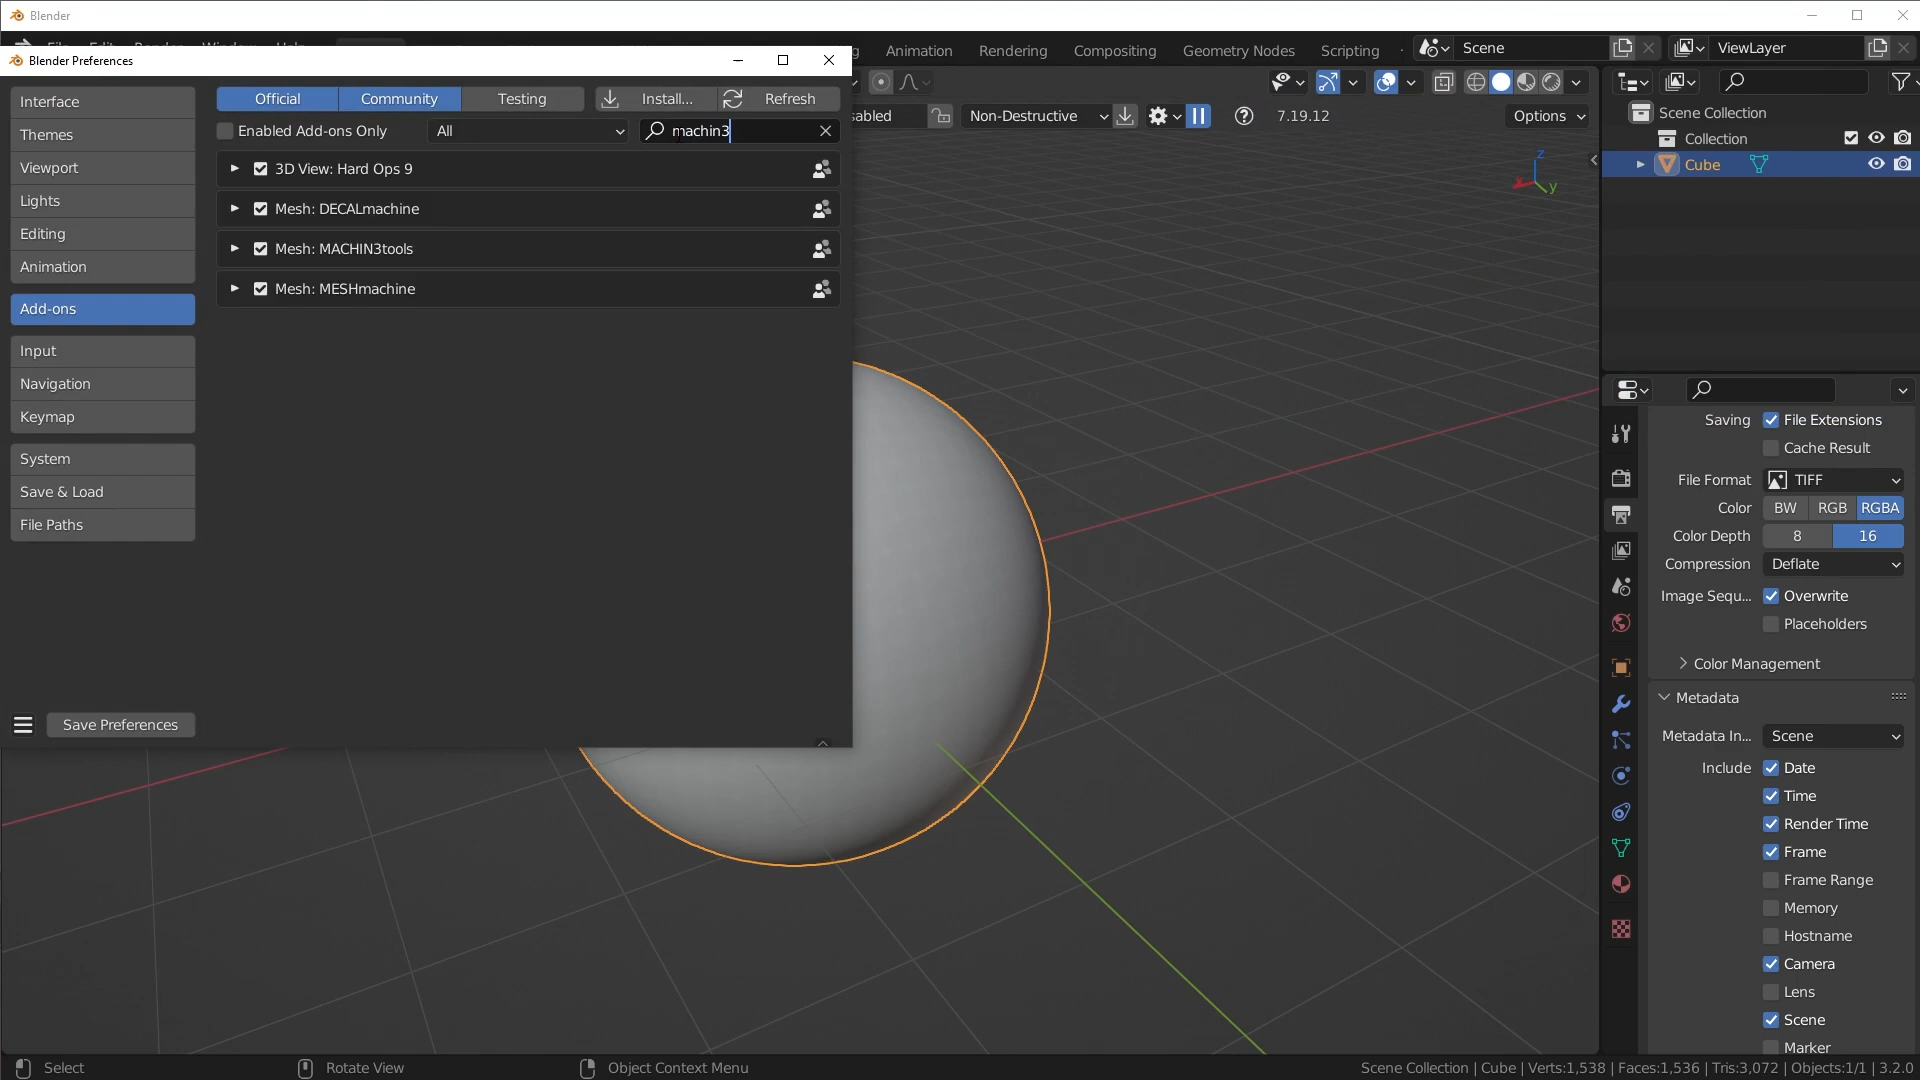 Blender
Blender Preferences
Animation
Rendering
Compositing
Geometry Nodes
Scripting
Scene
ViewLayer
Interface
Themes
Viewport
Lights
Editing
Animation
Add-ons
Input
Navigation
Keymap
System
Save & Load
File Paths
Save Preferences
Official
Community
Testing
Install...
Refresh
Enabled Add-ons Only
All
machin3
3D View: Hard Ops 9
Mesh: DECALmachine
Mesh: MACHIN3tools
Mesh: MESHmachine
abled
Non-Destructive
7.19.12
Options
Z
y
Scene Collection
Collection
Cube
Saving
File Extensions
Cache Result
File Format
TIFF
Color
BW
RGB
RGBA
Color Depth
8
16
Compression
Deflate
Image Sequ...
Overwrite
Placeholders
Color Management
Metadata
Metadata In...
Scene
Include
Date
Time
Render Time
Frame
Frame Range
Memory
Hostname
Camera
Lens
Scene
Marker
Select
Rotate View
Object Context Menu
Scene Collection | Cube | Verts:1,538 | Faces:1,536 | Tris:3,072 | Objects:1/1 | 3.2.0